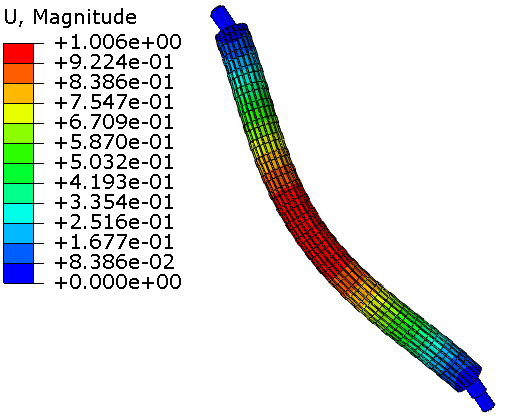 U, Magnitude
+1.006e+00
+9.224e-01
+8.386e-01
+7.547e-01
+6.709e-01
+5.870e-01
+5.032e-01
+4.193e-01
+3.354e-01
+2.516e-01
+1.677e-01
+8.386e-02
+0.000e+00